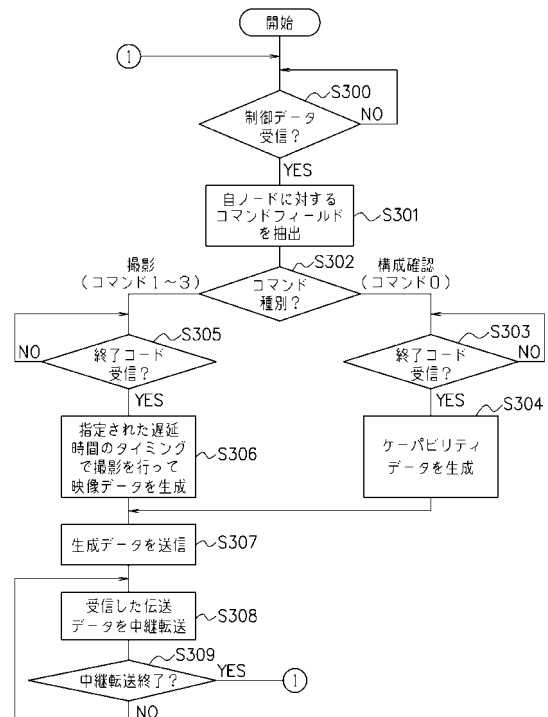 開始
①
S300
制御データ
受信？
NO
YES
自ノードに対する
コマンドフィールド
を抽出
S301
撮影
（コマンド1～3）
S302
コマンド
種別？
構成確認
（コマンド0）
S305
NO
終了コード
受信？
YES
S303
終了コード
受信？
NO
YES
指定された遅延
時間のタイミング
で撮影を行って
映像データを生成
S306
S304
ケーパビリティ
データを生成
生成データを送信
S307
受信した伝送
データを中継転送
S308
S309
中継転送終了？
YES
①
NO